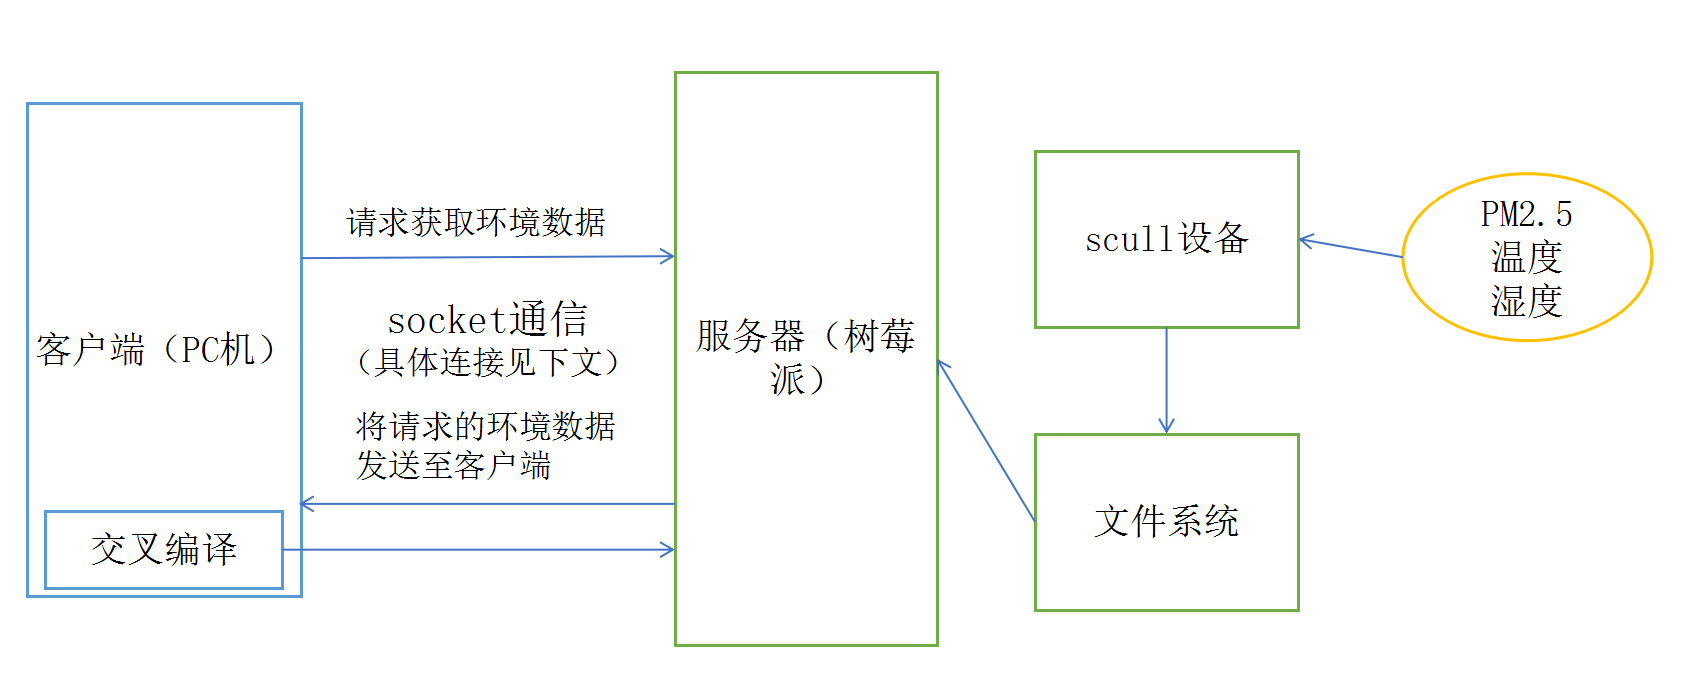 客户端（PC机）
交叉编译
请求获取环境数据
socket通信
（具体连接见下文）
将请求的环境数据
发送至客户端
服务器（树莓
派）
scull设备
文件系统
PM2.5
温度
湿度